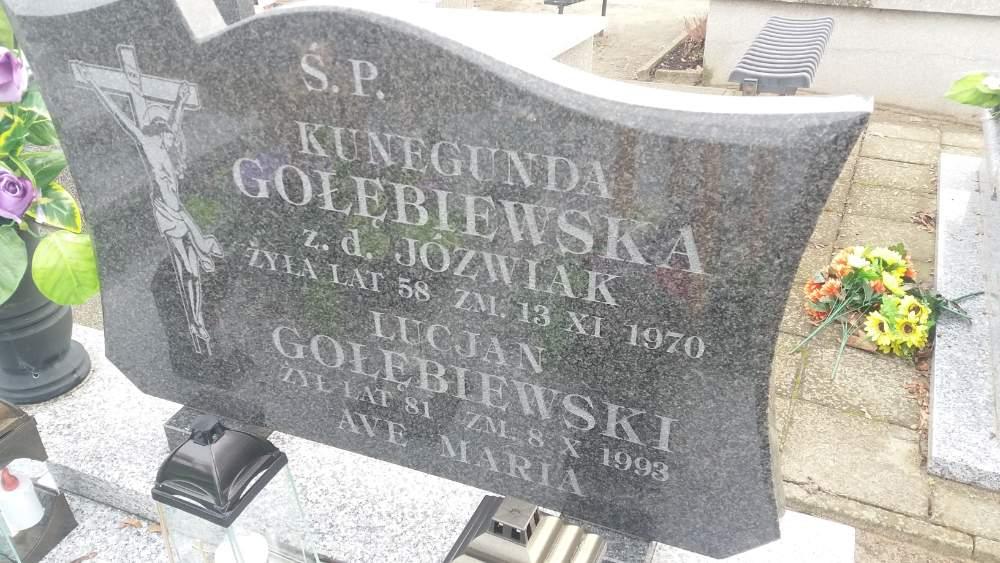 Ś.P.
KUNEGUNDA
GOŁĘBIEWSKA
z. d. JÓŹWIAK
ŻYŁA LAT 58 ZM. 13 XI 1970
LUCJAN
GOŁĘBIEWSKI
ŻYŁ LAT 81 ZM. 8 X 1993
AVE MARIA